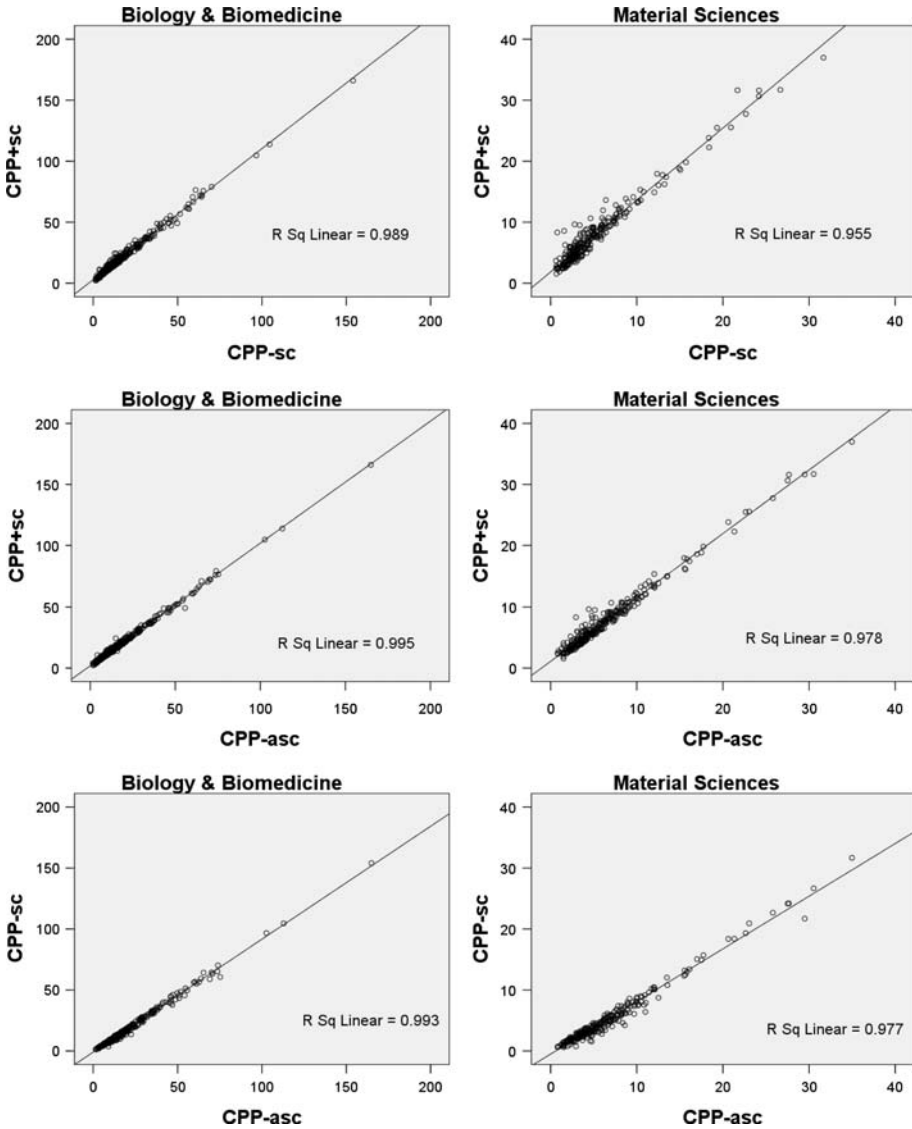 Biology & Biomedicine
200
150
100
50
0
CPP+sc
R Sq Linear = 0.989
0 50 100 150 200
CPP-sc
Material Sciences
40
30
20
10
0
CPP+sc
R Sq Linear = 0.955
0 10 20 30 40
CPP-sc
Biology & Biomedicine
200
150
100
50
0
CPP+sc
R Sq Linear = 0.995
0 50 100 150 200
CPP-asc
Material Sciences
40
30
20
10
0
CPP+sc
R Sq Linear = 0.978
0 10 20 30 40
CPP-asc
Biology & Biomedicine
200
150
100
50
0
CPP-sc
R Sq Linear = 0.993
0 50 100 150 200
CPP-asc
Material Sciences
40
30
20
10
0
CPP-sc
R Sq Linear = 0.977
0 10 20 30 40
CPP-asc